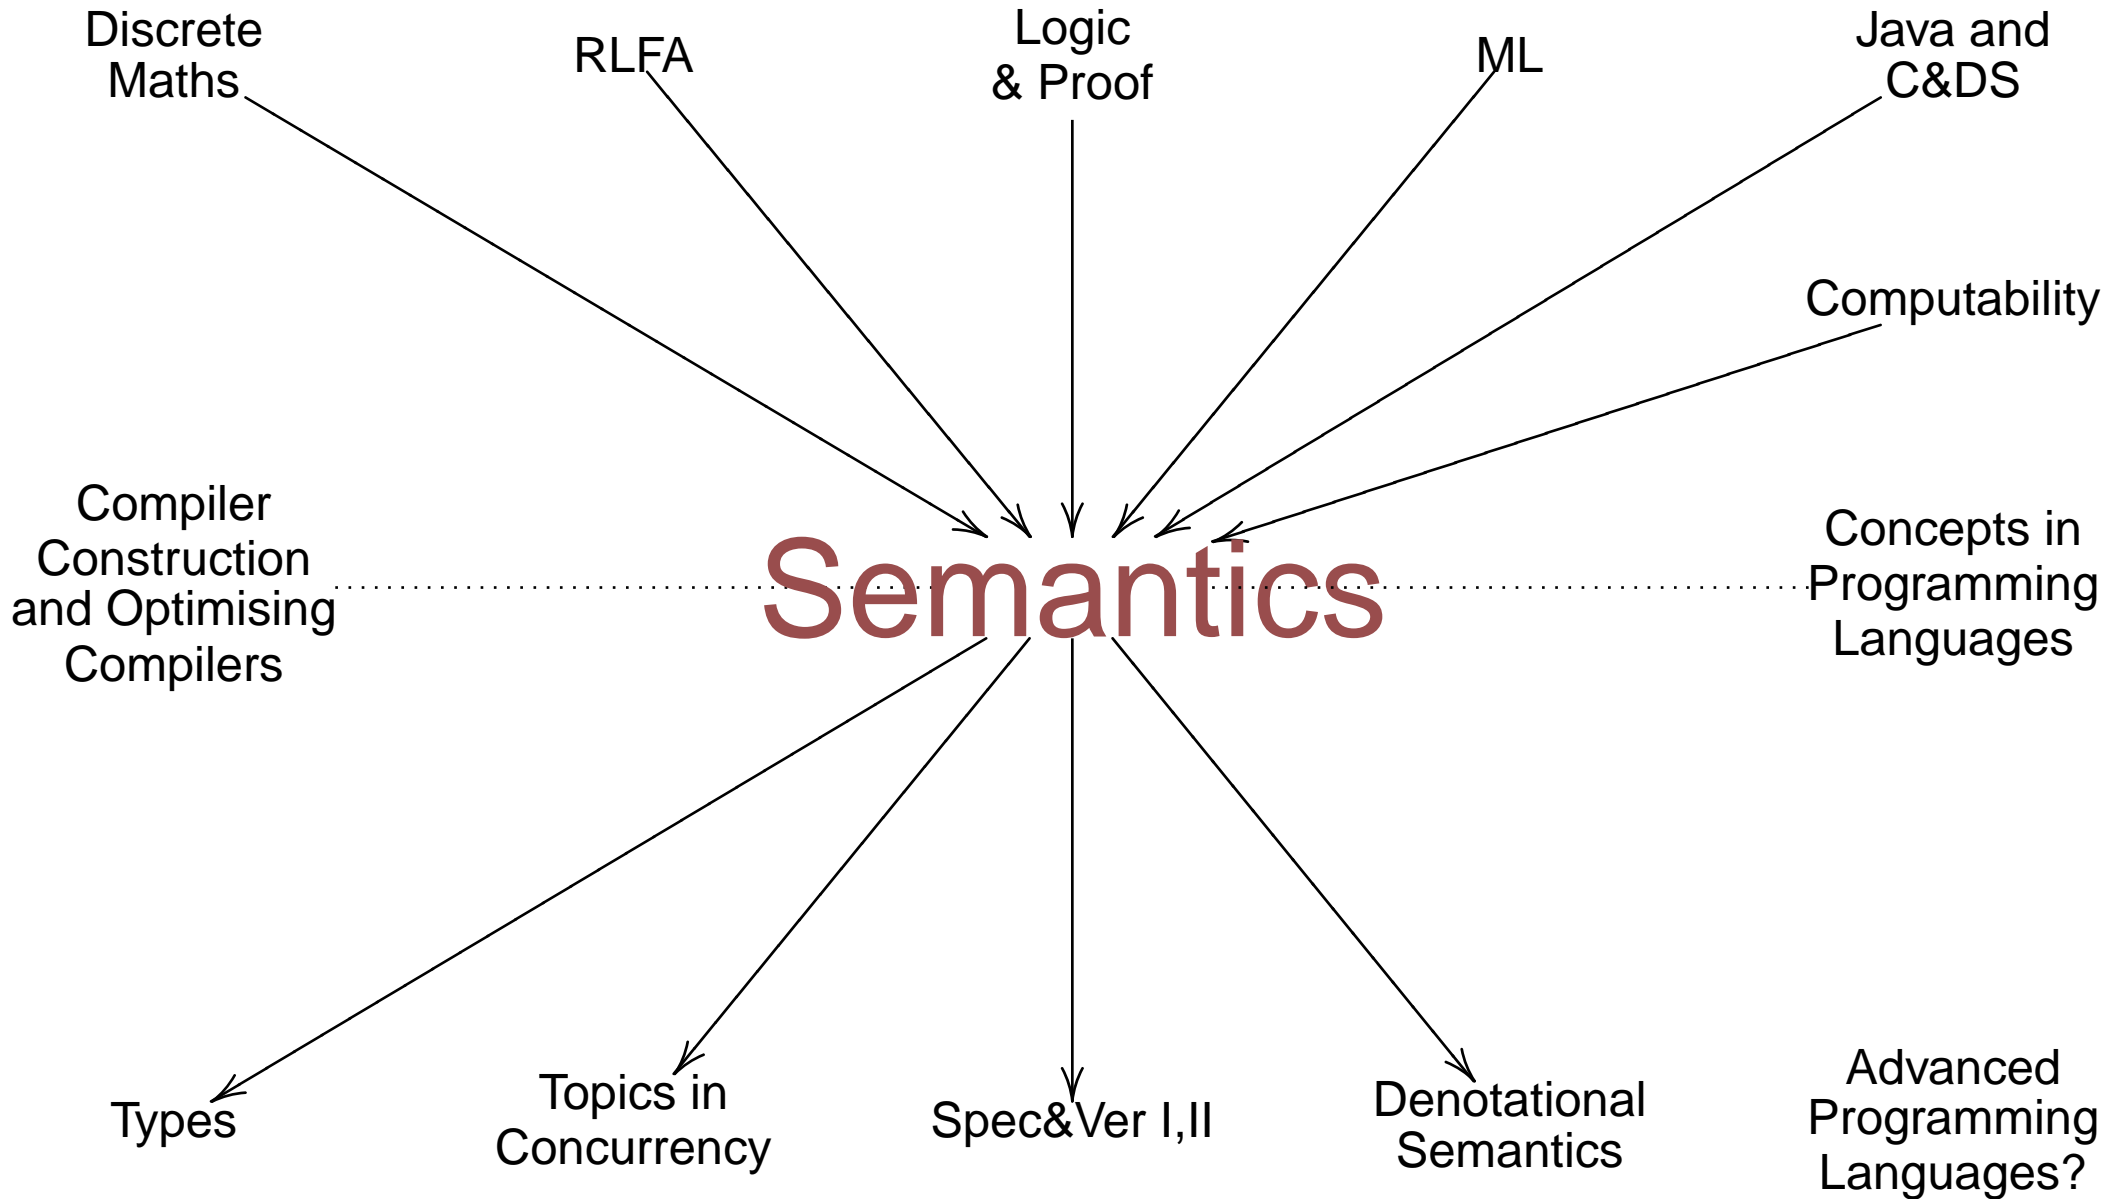 Discrete
Maths
RLFA
Logic
& Proof
ML
Java and
C&DS
Computability
Compiler
Construction
and Optimising
Compilers
Semantics
Concepts in
Programming
Languages
Types
Topics in
Concurrency
Spec&Ver I,II
Denotational
Semantics
Advanced
Programming
Languages?